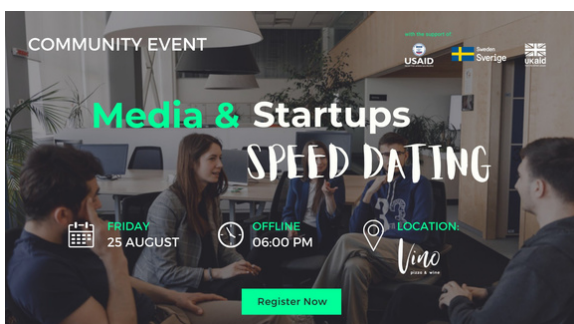 COMMUNITY EVENT
with the support of:
USAID
Sweden
Sverige
ukaid
Media & Startups
SPEED DATING
FRIDAY
25 AUGUST
OFFLINE
06:00 PM
LOCATION:
Vino
pizza & wine
Register Now